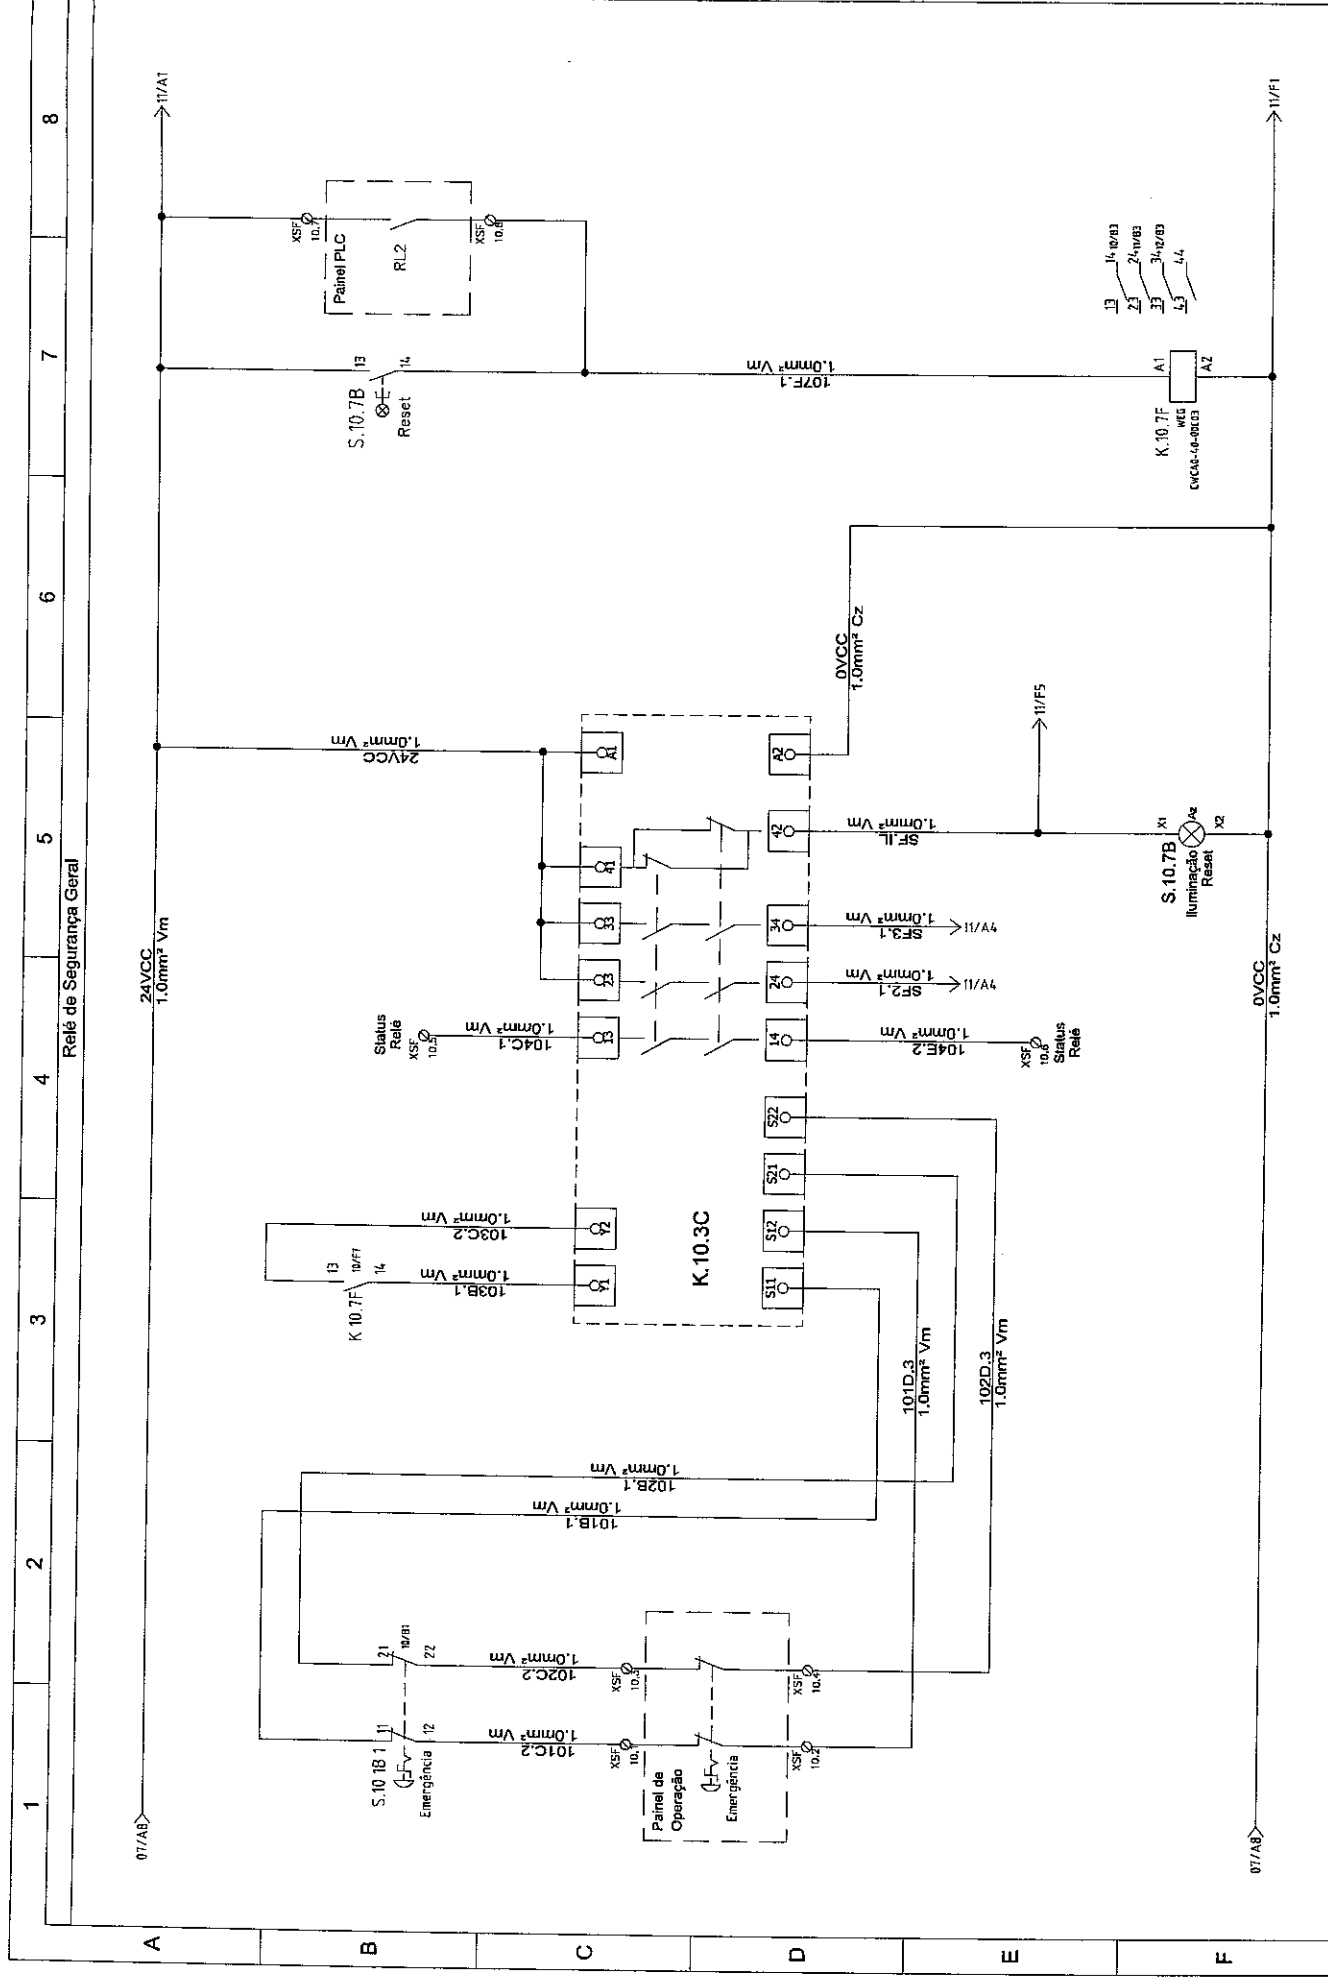 1
2
3
4
5
6
7
8
Relé de Segurança Geral
A
B
C
D
E
F
07/A8
24VCC
1.0mm² Vm
11/A1
S.10 1B 1
Emergência
11
12
21
10/B1
22
101C.2
1.0mm² Vm
102C.2
1.0mm² Vm
XSF
10.1
XSF
10.3
Painel de
Operação
Emergência
XSF
10.2
XSF
10.4
101B.1
1.0mm² Vm
102B.1
1.0mm² Vm
101D.3
1.0mm² Vm
102D.3
1.0mm² Vm
K 10.7F
13
10/F7
14
103B.1
1.0mm² Vm
103C.2
1.0mm² Vm
Status
Relé
XSF
10.5
104C.1
1.0mm² Vm
24VCC
1.0mm² Vm
Y1
Y2
13
23
33
41
A1
K.10.3C
S11
S12
S21
S22
14
24
34
42
A2
104E.2
1.0mm² Vm
XSF
10.6
Status
Relé
SF2.1
1.0mm² Vm
11/A4
SF3.1
1.0mm² Vm
11/A4
SF.IL
1.0mm² Vm
11/F5
S.10.7B
Iluminação
Reset
X1
Az
X2
0VCC
1.0mm² Cz
S.10.7B
Reset
13
14
Painel PLC
RL2
XSF
10.7
XSF
10.8
107F.1
1.0mm² Vm
K.10.7F
WEG
CWCA0-40-00C03
A1
A2
13 14 10/B3
23 24 11/B3
33 34 12/B3
43 44
07/A8
0VCC
1.0mm² Cz
11/F1